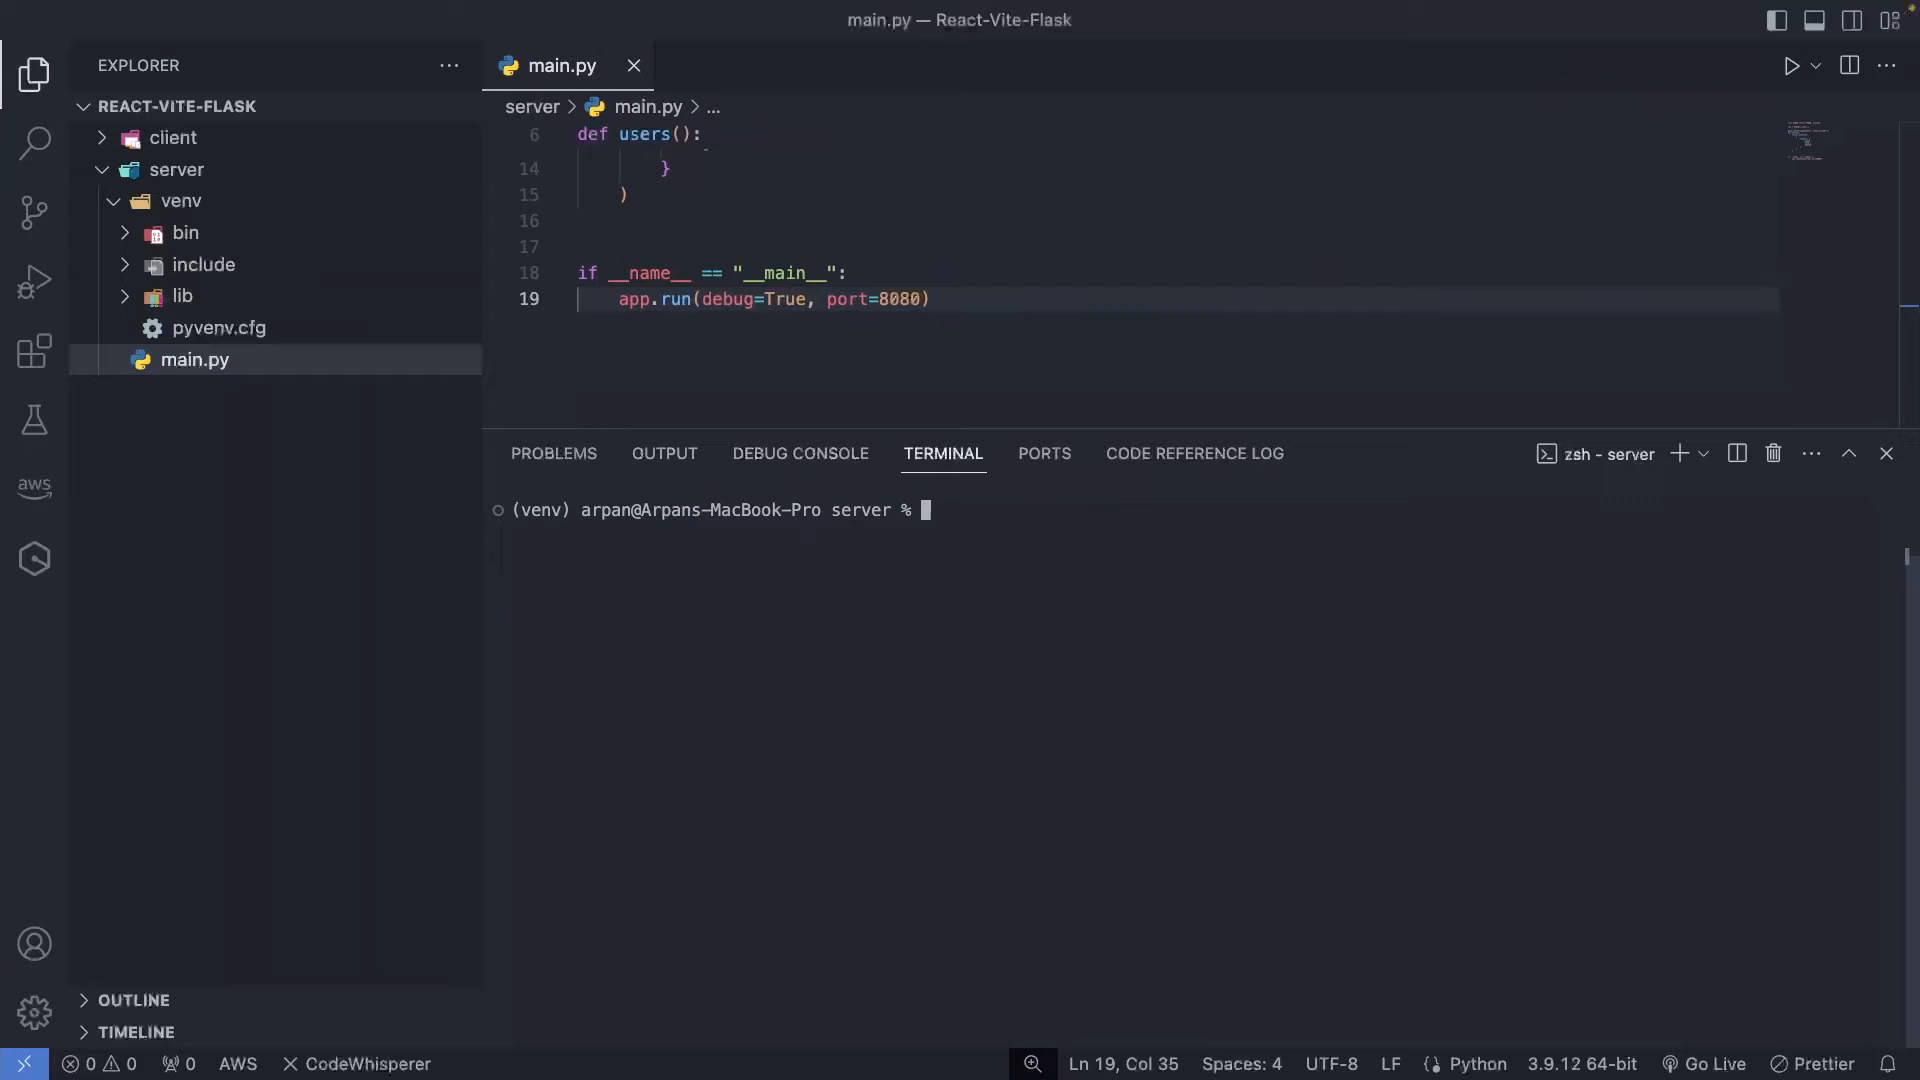 main.py — React-Vite-Flask
EXPLORER
REACT-VITE-FLASK
client
server
venv
bin
include
lib
pyvenv.cfg
main.py
OUTLINE
TIMELINE
main.py
server > main.py > ...
6 def users():
14 }
15 )
16
17
18 if __name__ == "__main__":
19 app.run(debug=True, port=8080)
PROBLEMS OUTPUT DEBUG CONSOLE TERMINAL PORTS CODE REFERENCE LOG zsh - server
(venv) arpan@Arpans-MacBook-Pro server %
aws
0 0 0 AWS CodeWhisperer Ln 19, Col 35 Spaces: 4 UTF-8 LF {} Python 3.9.12 64-bit Go Live Prettier